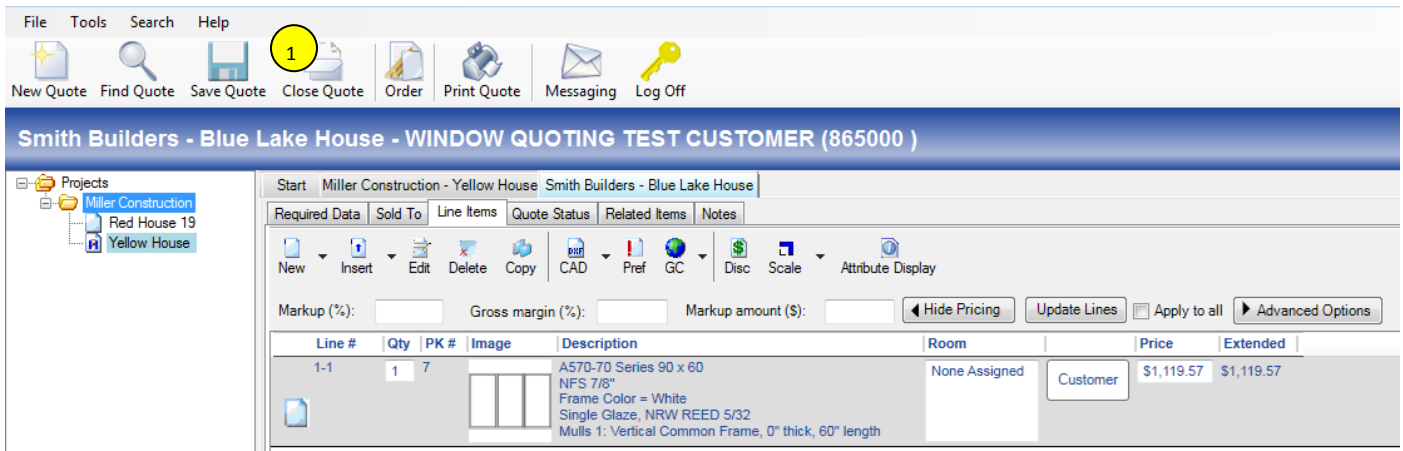 File Tools Search Help
1
New Quote Find Quote Save Quote Close Quote Order Print Quote Messaging Log Off
Smith Builders - Blue Lake House - WINDOW QUOTING TEST CUSTOMER (865000 )
Projects
Miller Construction
Red House 19
Yellow House
Start Miller Construction - Yellow House Smith Builders - Blue Lake House
Required Data Sold To Line Items Quote Status Related Items Notes
DXF
New Insert Edit Delete Copy CAD Pref GC Disc Scale Attribute Display
Markup (%): Gross margin (%): Markup amount ($): Hide Pricing Update Lines Apply to all Advanced Options
Line # Qty PK # Image Description Room Price Extended
1-1 1 7 A570-70 Series 90 x 60 None Assigned Customer $1,119.57 $1,119.57
NFS 7/8"
Frame Color = White
Single Glaze, NRW REED 5/32
Mulls 1: Vertical Common Frame, 0" thick, 60" length